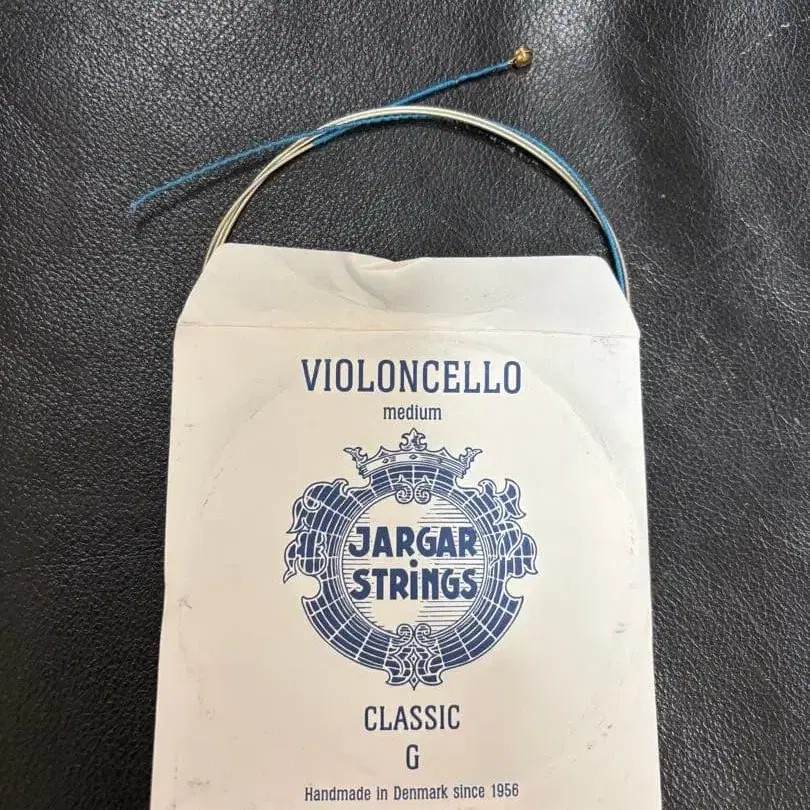 VIOLONCELLO
medium
JARGAR
STRiNGS
CLASSIC
G
Handmade in Denmark since 1956